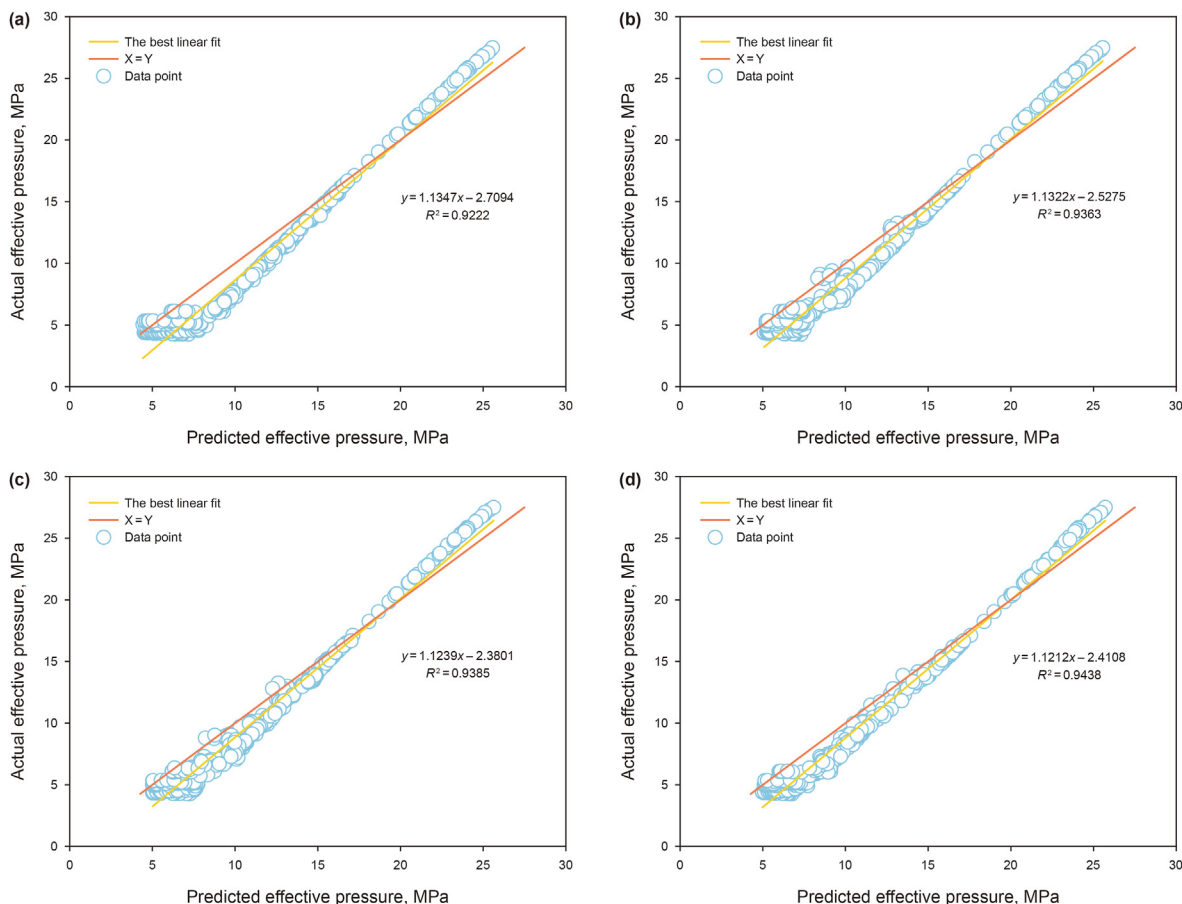 (a)
30
25
20
15
10
5
0
Actual effective pressure, MPa
The best linear fit
X = Y
Data point
y = 1.1347x − 2.7094
R² = 0.9222
0 5 10 15 20 25 30
Predicted effective pressure, MPa
(b)
30
25
20
15
10
5
0
Actual effective pressure, MPa
The best linear fit
X = Y
Data point
y = 1.1322x − 2.5275
R² = 0.9363
0 5 10 15 20 25 30
Predicted effective pressure, MPa
(c)
30
25
20
15
10
5
0
Actual effective pressure, MPa
The best linear fit
X = Y
Data point
y = 1.1239x − 2.3801
R² = 0.9385
0 5 10 15 20 25 30
Predicted effective pressure, MPa
(d)
30
25
20
15
10
5
0
Actual effective pressure, MPa
The best linear fit
X = Y
Data point
y = 1.1212x − 2.4108
R² = 0.9438
0 5 10 15 20 25 30
Predicted effective pressure, MPa